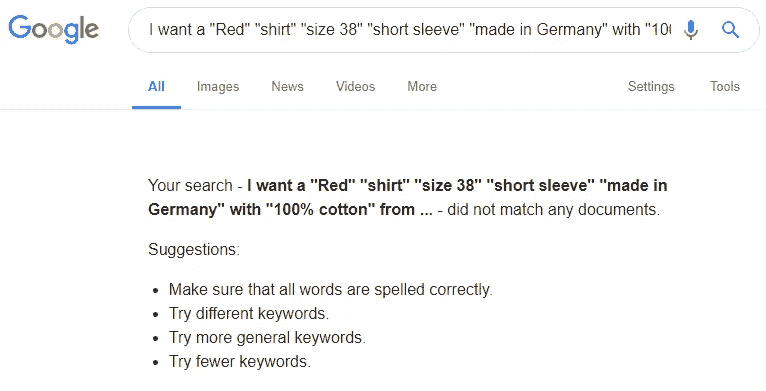 Google
I want a "Red" "shirt" "size 38" "short sleeve" "made in Germany" with "10
All Images News Videos More Settings Tools
Your search - I want a "Red" "shirt" "size 38" "short sleeve" "made in
Germany" with "100% cotton" from ... - did not match any documents.
Suggestions:
• Make sure that all words are spelled correctly.
• Try different keywords.
• Try more general keywords.
• Try fewer keywords.